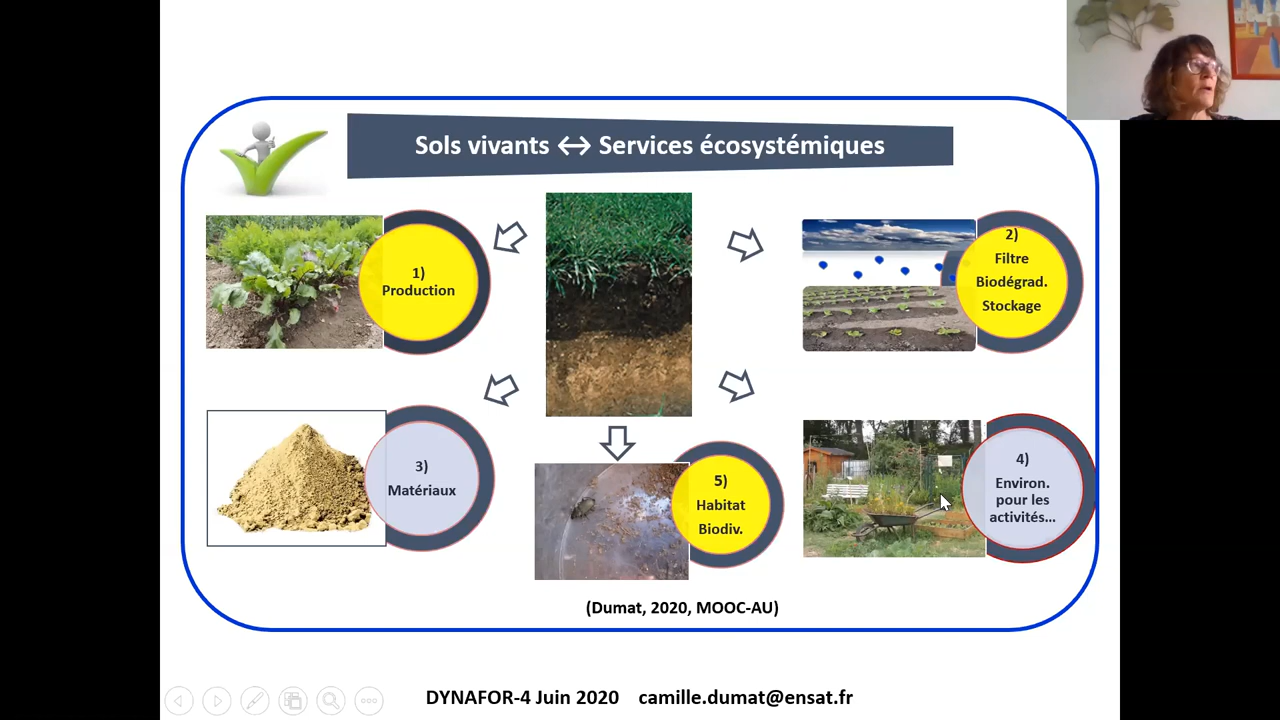 Sols vivants ↔ Services écosystémiques
1)
Production
2)
Filtre
Biodégrad.
Stockage
3)
Matériaux
4)
Environ.
pour les
activités...
5)
Habitat
Biodiv.
(Dumat, 2020, MOOC-AU)
DYNAFOR-4 Juin 2020 camille.dumat@ensat.fr